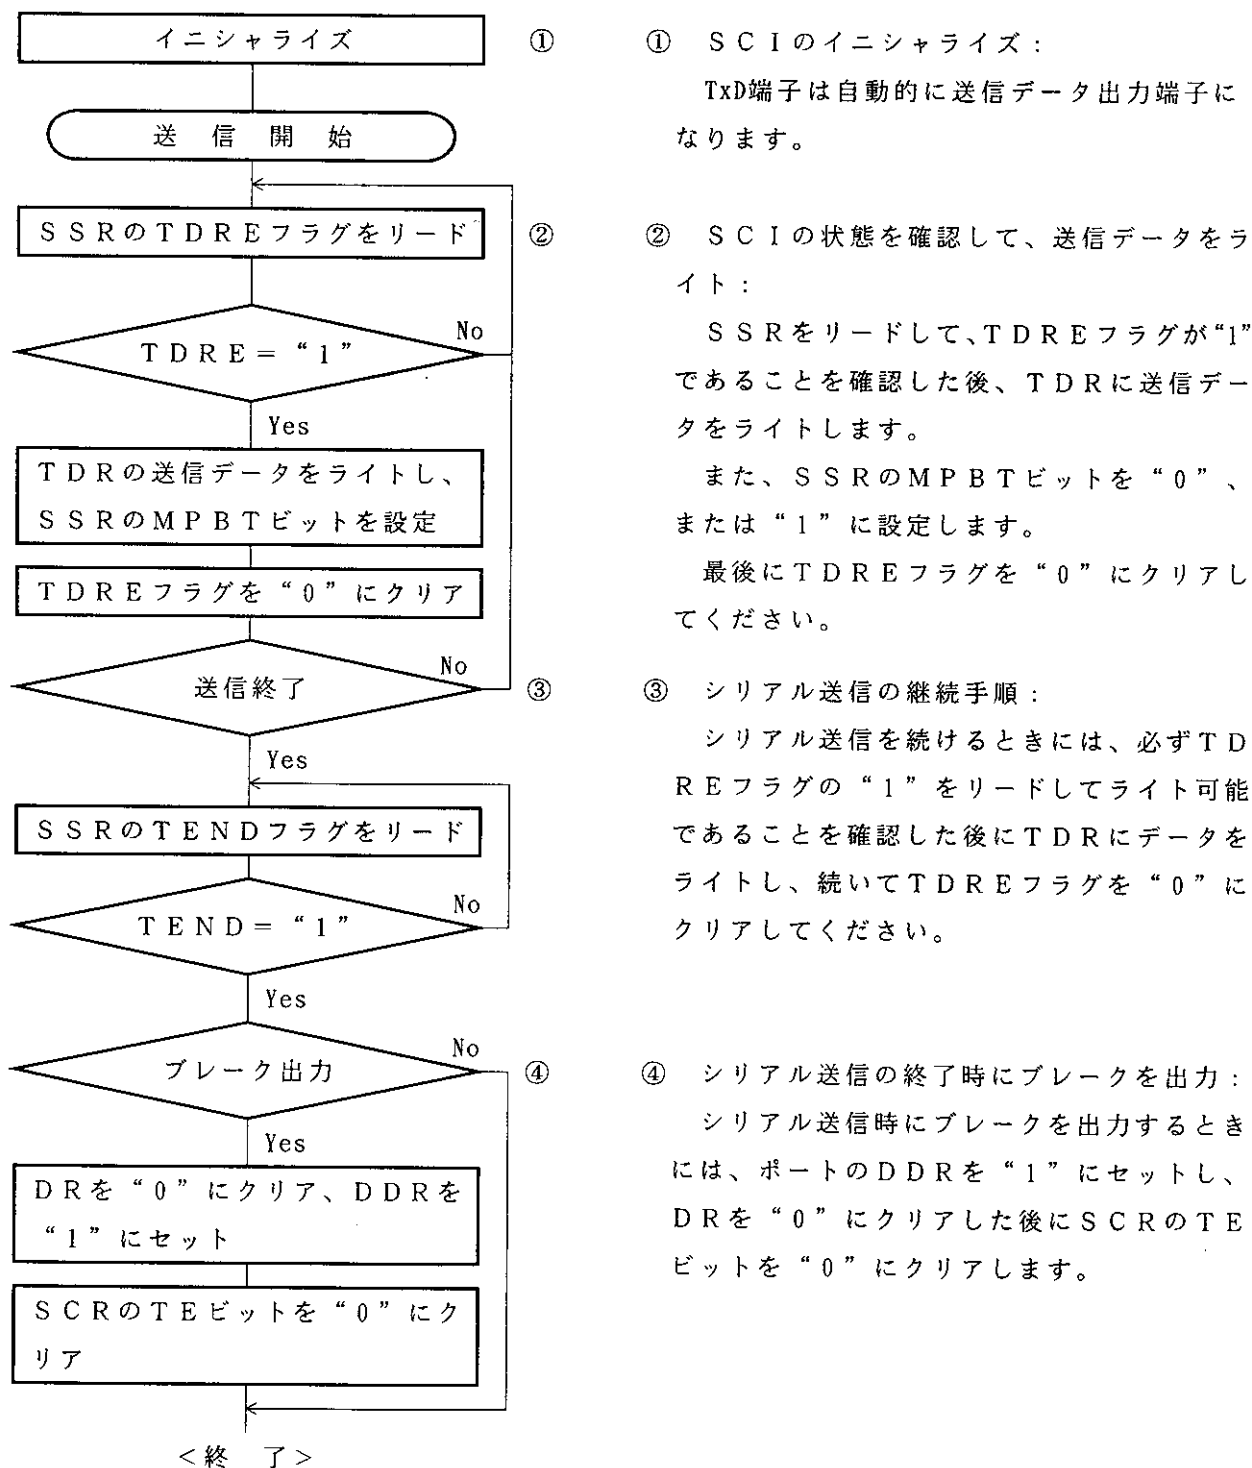 イニシャライズ ①
送信開始
SSRのTDREフラグをリード ②
TDRE=“1”
No
Yes
TDRの送信データをライトし、
SSRのMPBTビットを設定
TDREフラグを“0”にクリア
送信終了
No
③
Yes
SSRのTENDフラグをリード
TEND=“1”
No
Yes
ブレーク出力
No
④
Yes
DRを“0”にクリア、DDRを
“1”にセット
SCRのTEビットを“0”にク
リア
<終 了>
① SCIのイニシャライズ:
TxD端子は自動的に送信データ出力端子に
なります。
② SCIの状態を確認して、送信データをラ
イト:
SSRをリードして、TDREフラグが“1”
であることを確認した後、TDRに送信デー
タをライトします。
また、SSRのMPBTビットを“0”、
または“1”に設定します。
最後にTDREフラグを“0”にクリアし
てください。
③ シリアル送信の継続手順:
シリアル送信を続けるときには、必ずTD
REフラグの“1”をリードしてライト可能
であることを確認した後にTDRにデータを
ライトし、続いてTDREフラグを“0”に
クリアしてください。
④ シリアル送信の終了時にブレークを出力:
シリアル送信時にブレークを出力するとき
には、ポートのDDRを“1”にセットし、
DRを“0”にクリアした後にSCRのTE
ビットを“0”にクリアします。